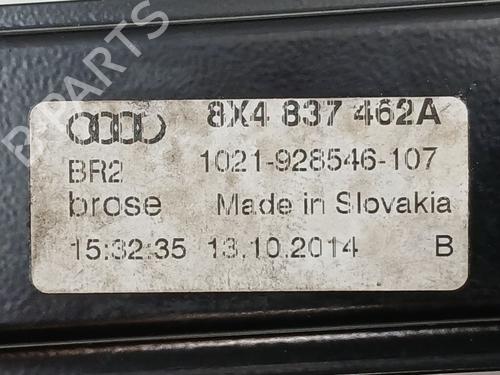 B-PARTS
8X4 837 462A
BR2 1021-928546-107
brose Made in Slovakia
15:32:35 13.10.2014 B